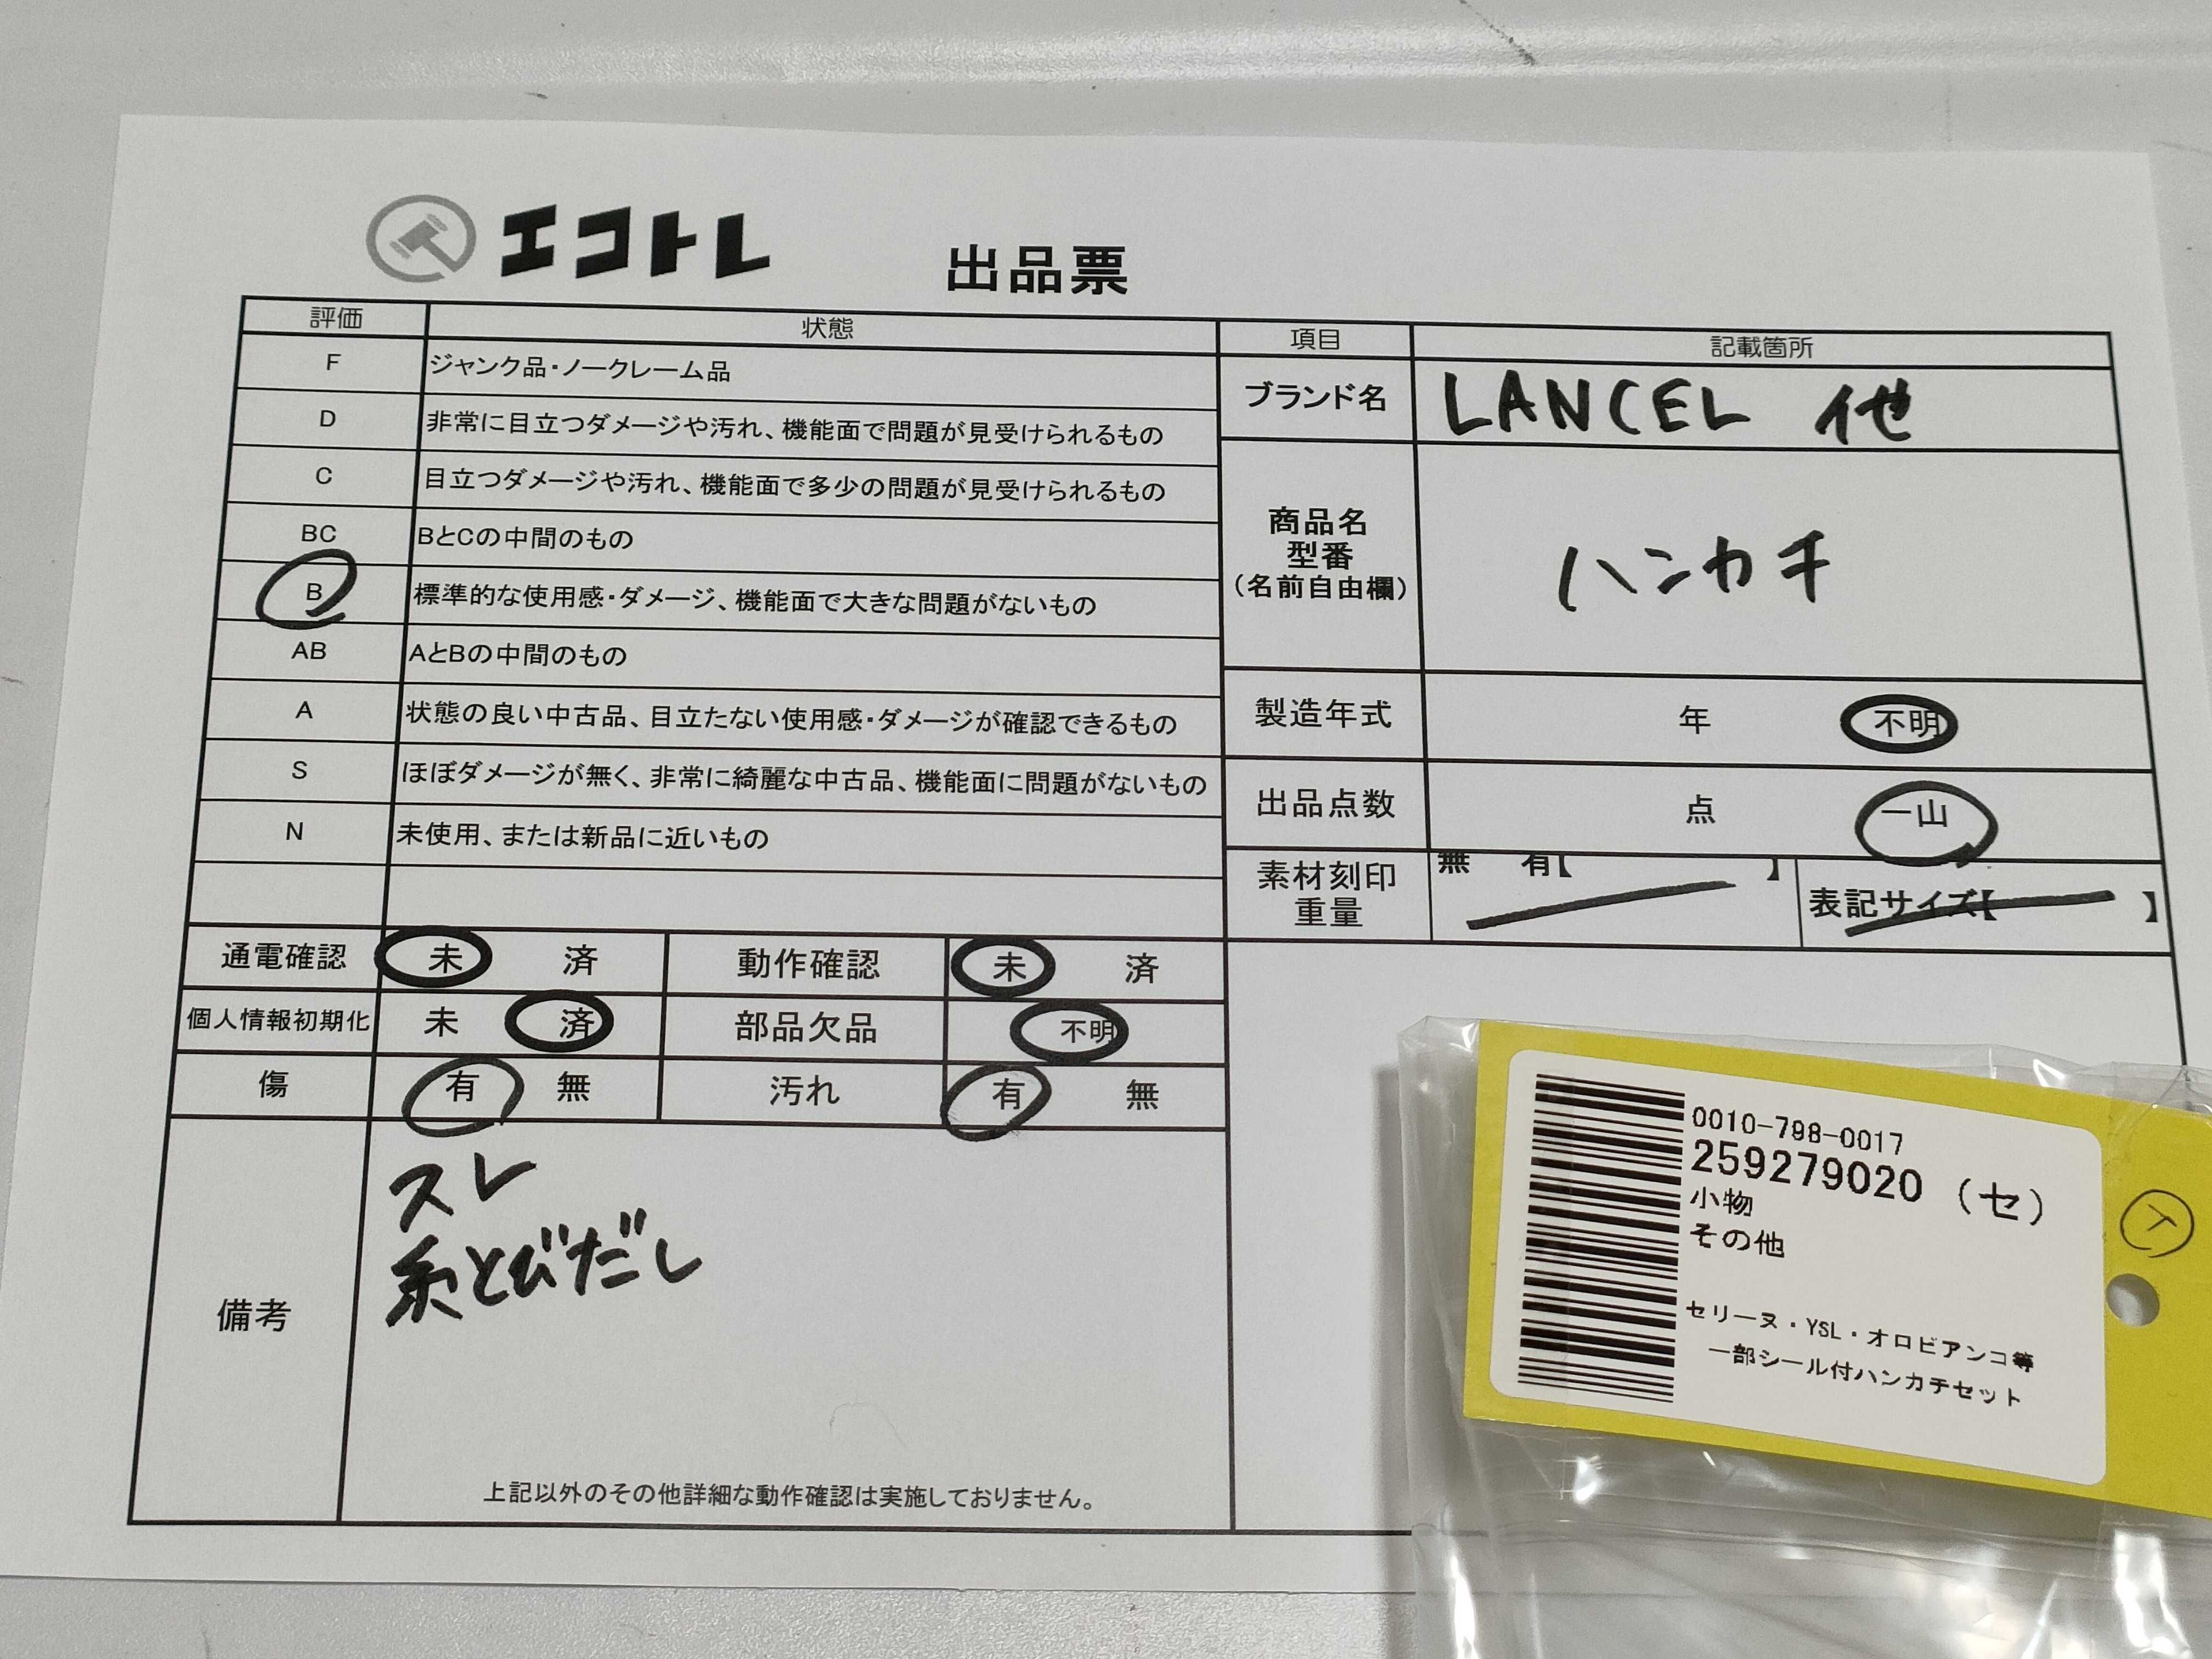 エコトレ
出品票
評価 状態
F ジャンク品・ノークレーム品
D 非常に目立つダメージや汚れ、機能面で問題が見受けられるもの
C 目立つダメージや汚れ、機能面で多少の問題が見受けられるもの
BC BとCの中間のもの
B 標準的な使用感・ダメージ、機能面で大きな問題がないもの
AB AとBの中間のもの
A 状態の良い中古品、目立たない使用感・ダメージが確認できるもの
S ほぼダメージが無く、非常に綺麗な中古品、機能面に問題がないもの
N 未使用、または新品に近いもの
項目 記載箇所
ブランド名 LANCEL 他
商品名
型番
(名前自由欄)
ハンカチ
製造年式 年 不明
出品点数 点 一山
素材刻印
重量
無 有【 】 表記サイズ【 】
通電確認 未 済 動作確認 未 済
個人情報初期化 未 済 部品欠品 不明
傷 有 無 汚れ 有 無
備考
スレ
糸とびだし
上記以外のその他詳細な動作確認は実施しておりません。
0010-798-0017
259279020 (セ)
小物
その他
セリーヌ・YSL・オロビアンコ等
一部シール付ハンカチセット